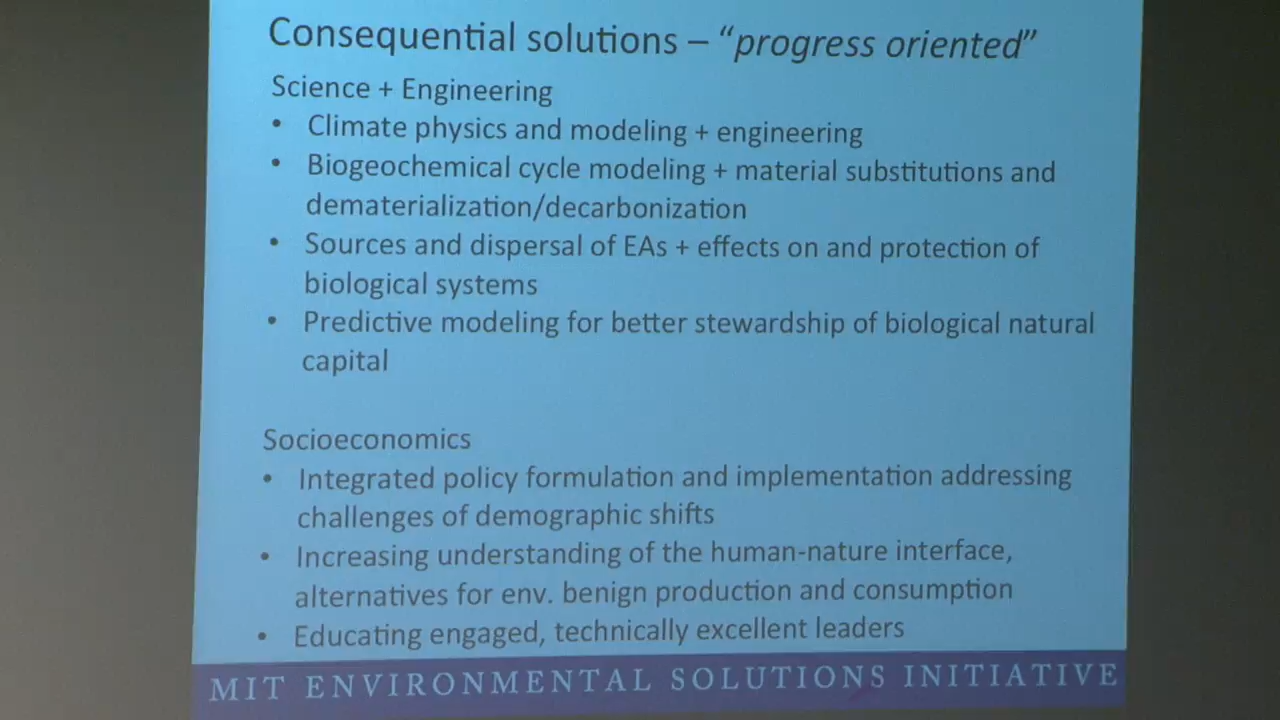 Consequential solutions – “progress oriented”
Science + Engineering
• Climate physics and modeling + engineering
• Biogeochemical cycle modeling + material substitutions and
dematerialization/decarbonization
• Sources and dispersal of EAs + effects on and protection of
biological systems
• Predictive modeling for better stewardship of biological natural
capital
Socioeconomics
• Integrated policy formulation and implementation addressing
challenges of demographic shifts
• Increasing understanding of the human-nature interface,
alternatives for env. benign production and consumption
• Educating engaged, technically excellent leaders
MIT ENVIRONMENTAL SOLUTIONS INITIATIVE